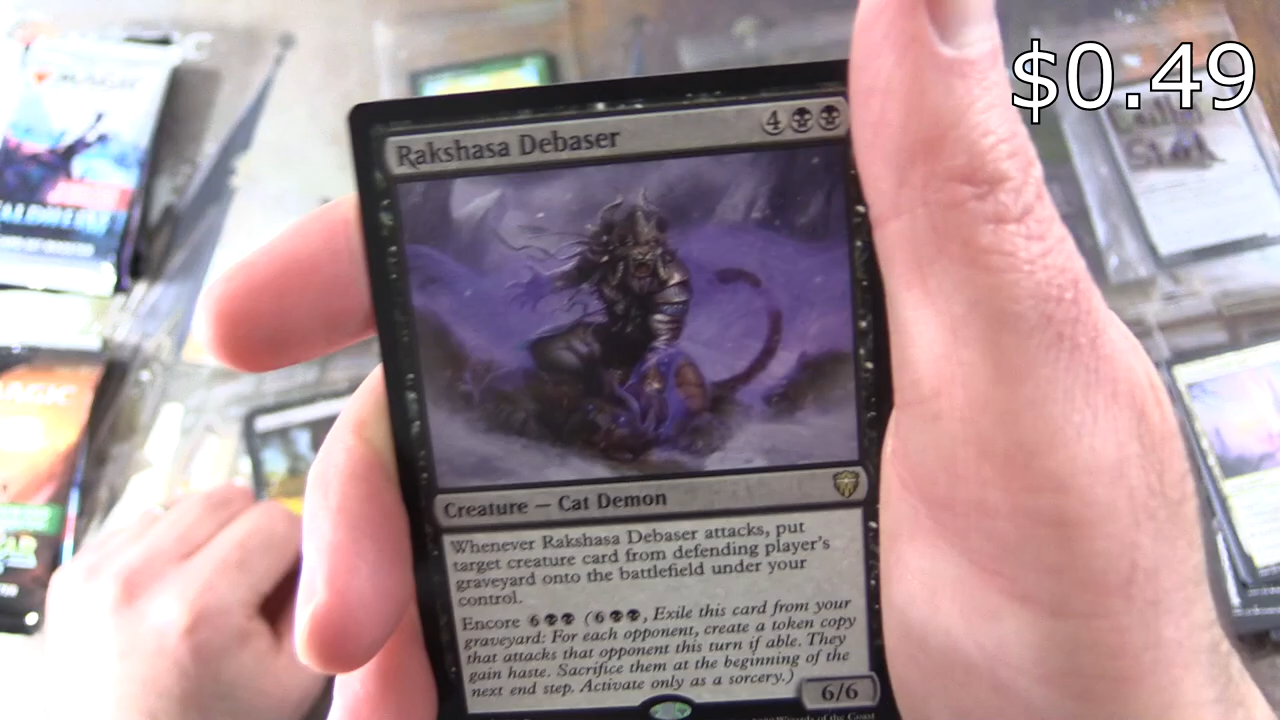 $0.49
MAGIC
Rakshasa Debaser
4
Creature — Cat Demon
Whenever Rakshasa Debaser attacks, put
target creature card from defending player's
graveyard onto the battlefield under your
control.
Encore 6 (6, Exile this card from your
graveyard: For each opponent, create a token copy
that attacks that opponent this turn if able. They
gain haste. Sacrifice them at the beginning of the
next end step. Activate only as a sorcery.)
6/6